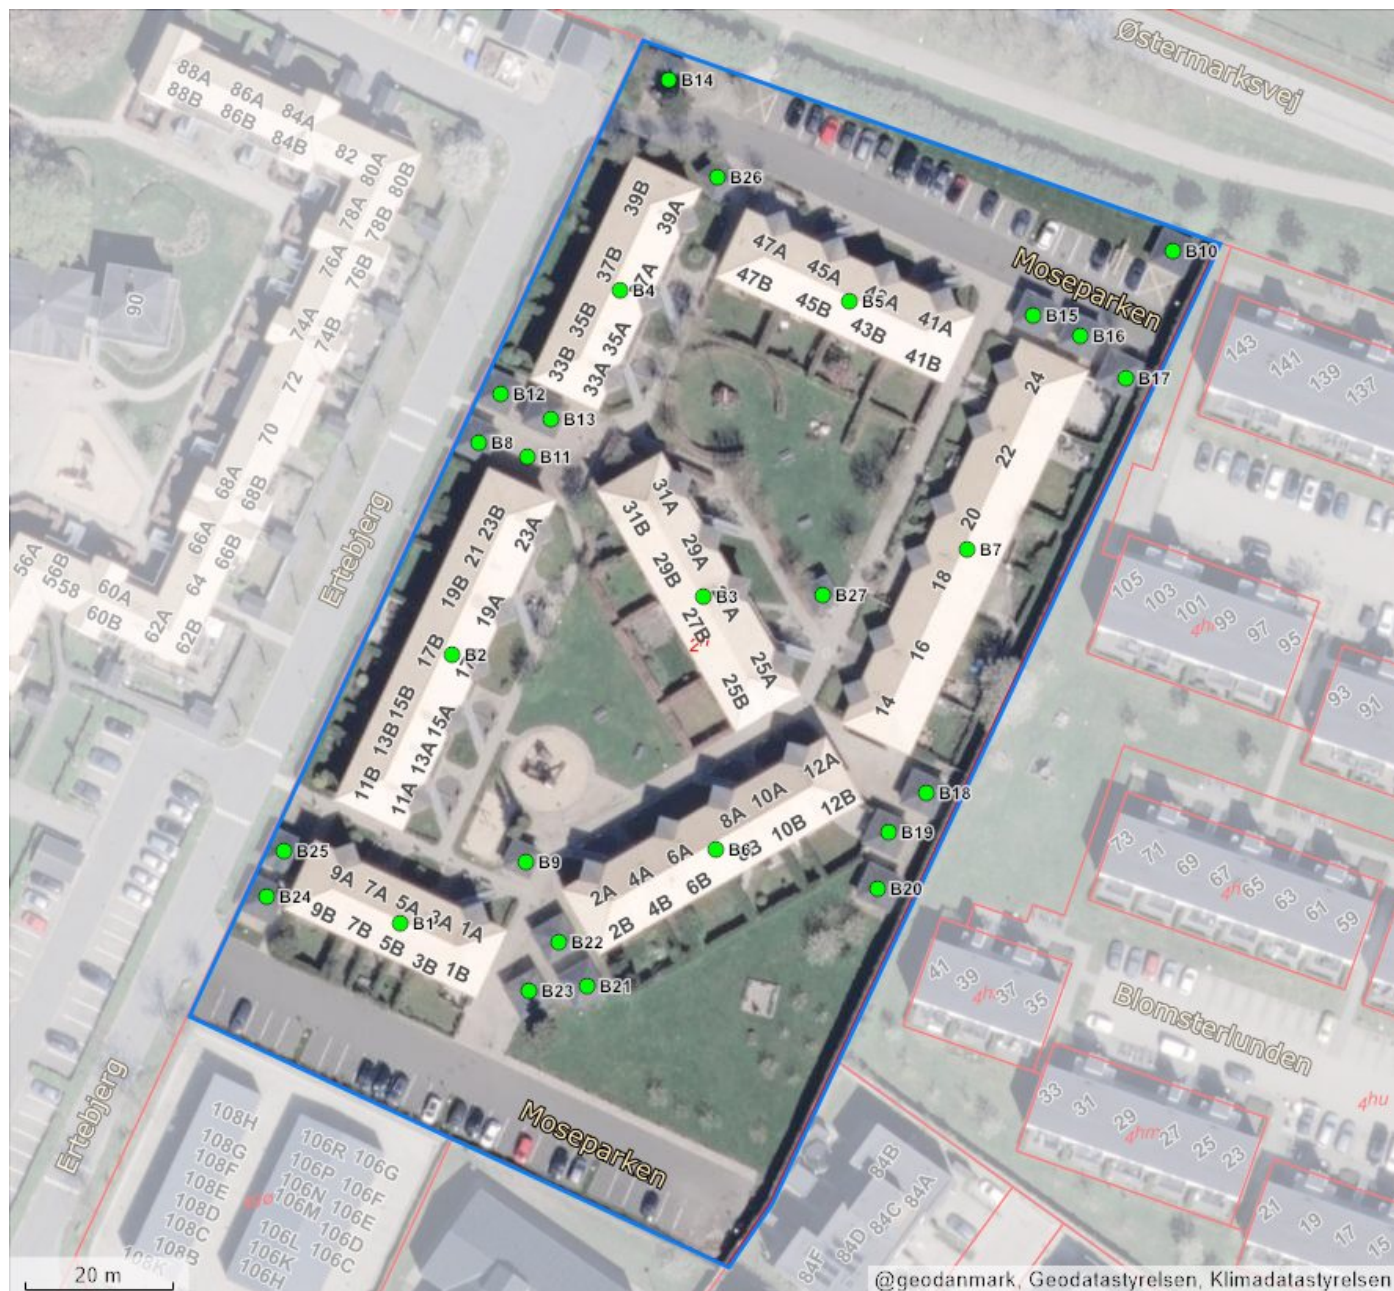 Østermarksvej
B14
88A
88B
86A
86B
84A
84B
82
80A
80B
78A
78B
76A
76B
74A
74B
72
70
68A
68B
66A
66B
64
62A
62B
60A
60B
58
56A
56B
90
B26
39B
39A
37B
B4
35B
35A
33B
33A
47A
47B
45A
45B
B5
43B
41A
41B
B10
Moseparken
B15
B16
B17
143
141
139
137
B12
B13
B8
B11
24
22
20
B7
18
16
14
31A
31B
29A
29B
B3
27B
25A
25B
B27
23B
23A
21
19B
19A
17B
B2
15B
15A
13B
13A
11B
11A
Ertebjerg
105
103
101
99
97
95
93
91
12A
12B
10A
10B
8A
B6
6A
6B
4A
4B
2A
2B
B18
B19
B20
B9
B25
B24
9A
9B
7A
7B
5A
5B
B1
3A
3B
1A
1B
B22
B23
B21
73
71
69
67
65
63
61
59
41
39
37
35
Blomsterlunden
4hu
33
31
29
27
25
23
21
19
17
15
Ertebjerg
Moseparken
108H
108G
108F
108E
108D
108C
108B
108K
106R
106G
106P
106F
106N
106E
106M
106D
106L
106C
106K
106H
84B
84A
84C
84D
84F
20 m
@geodanmark, Geodatastyrelsen, Klimadatastyrelsen